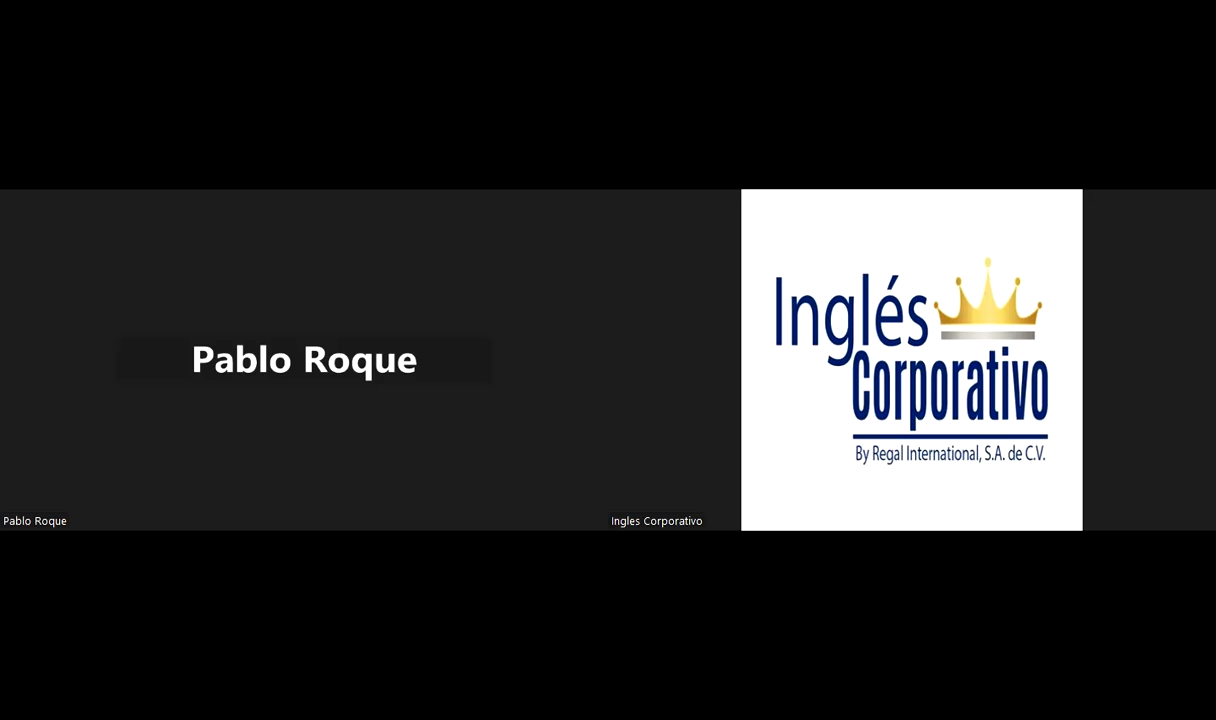 Pablo Roque
Pablo Roque
Inglés
Corporativo
By Regal International, S.A. de C.V.
Ingles Corporativo